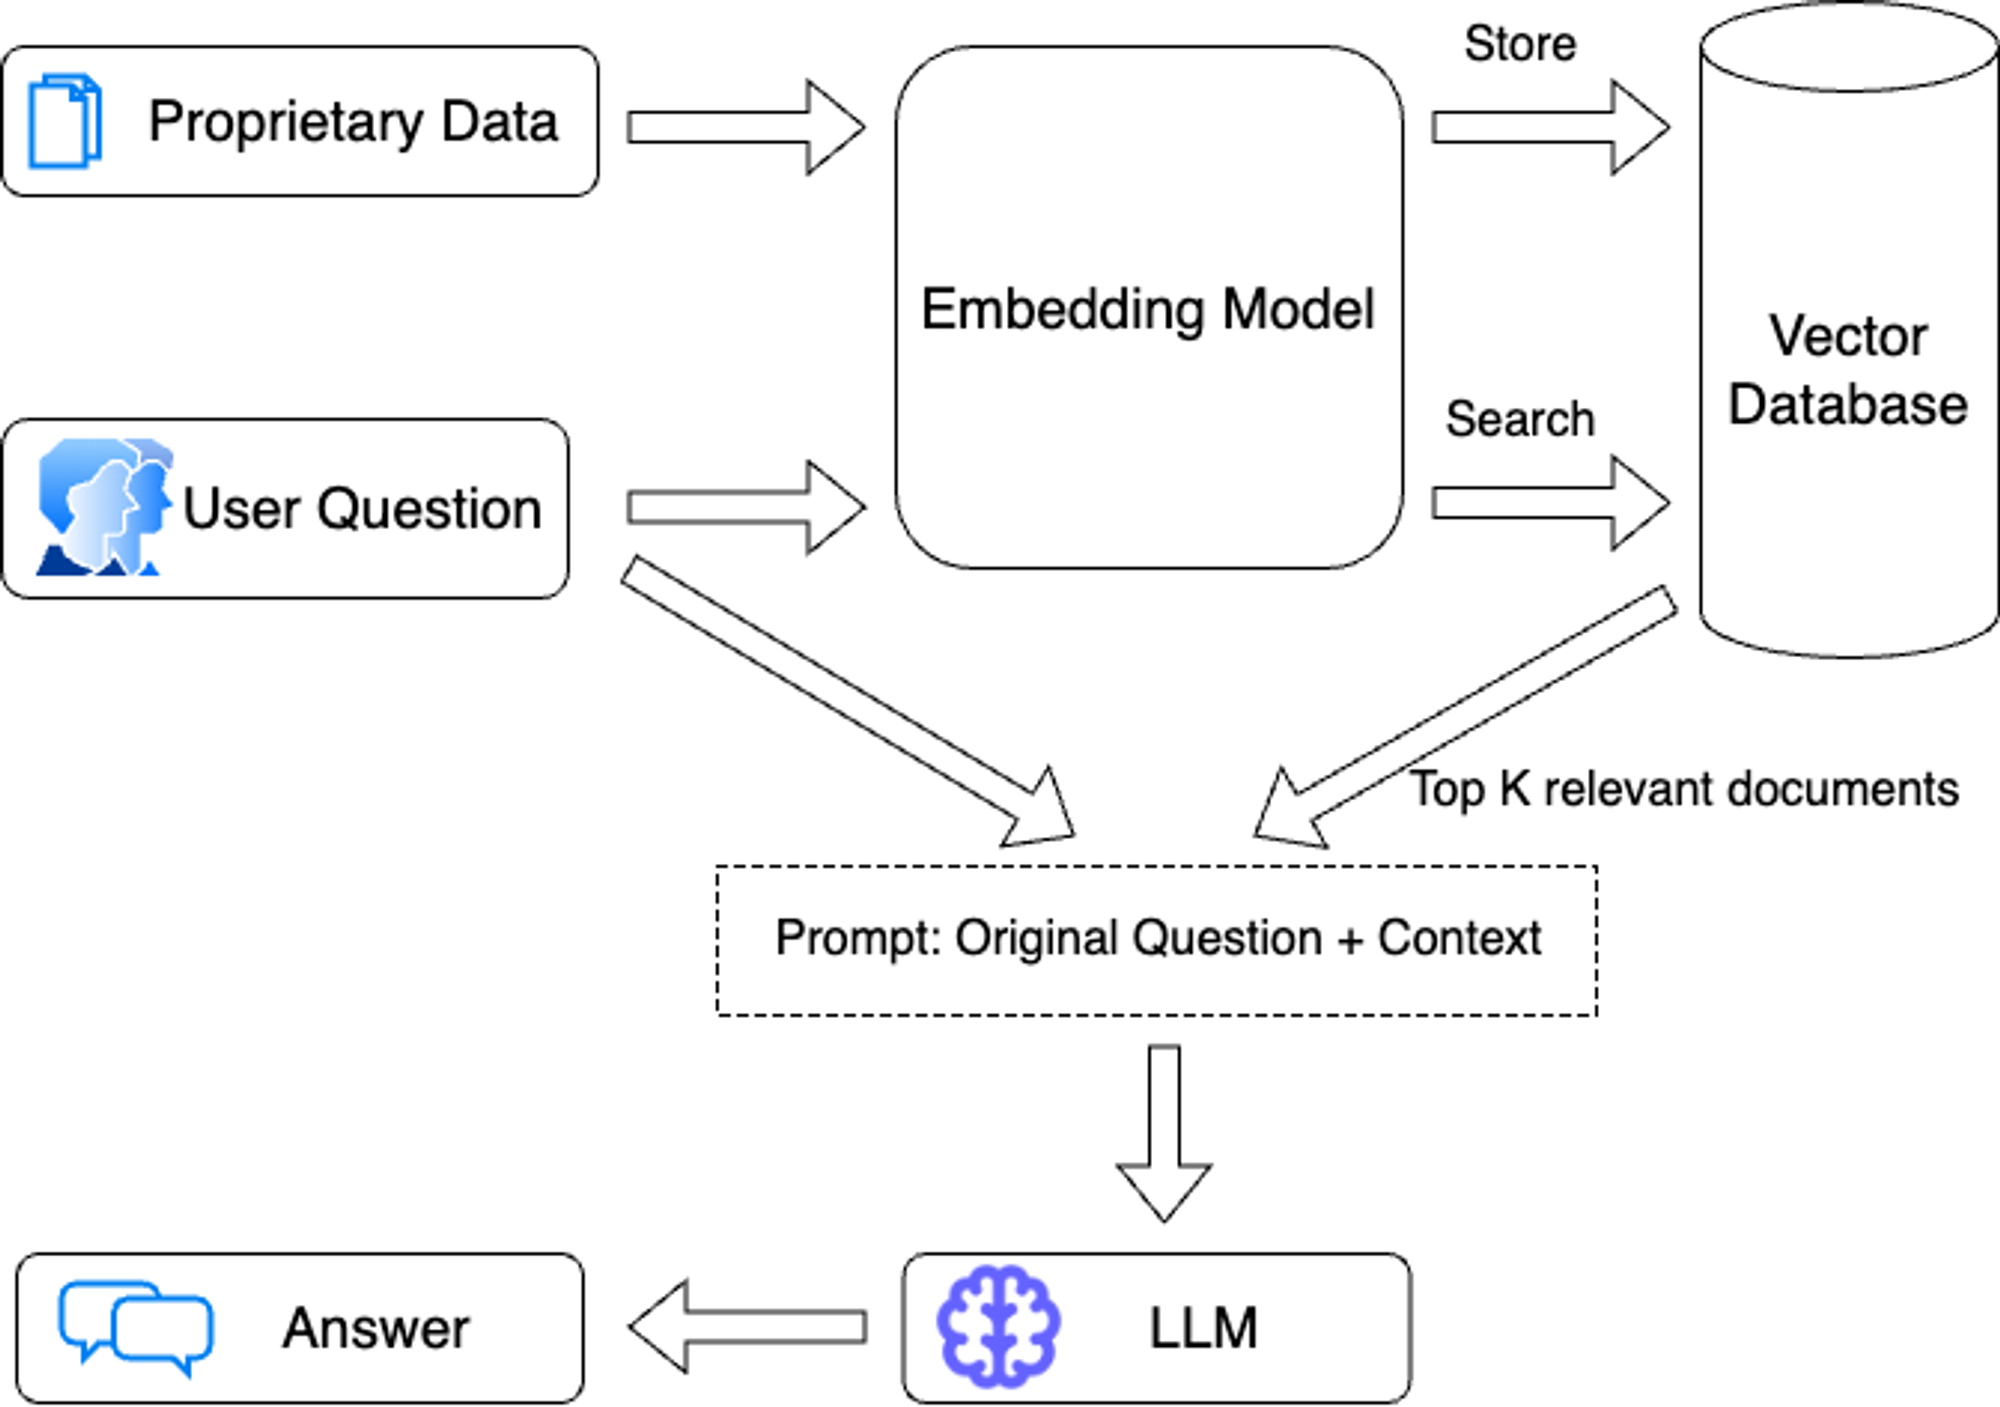 Store
Proprietary Data
Embedding Model
Vector
Database
Search
User Question
Top K relevant documents
Prompt: Original Question + Context
Answer
LLM